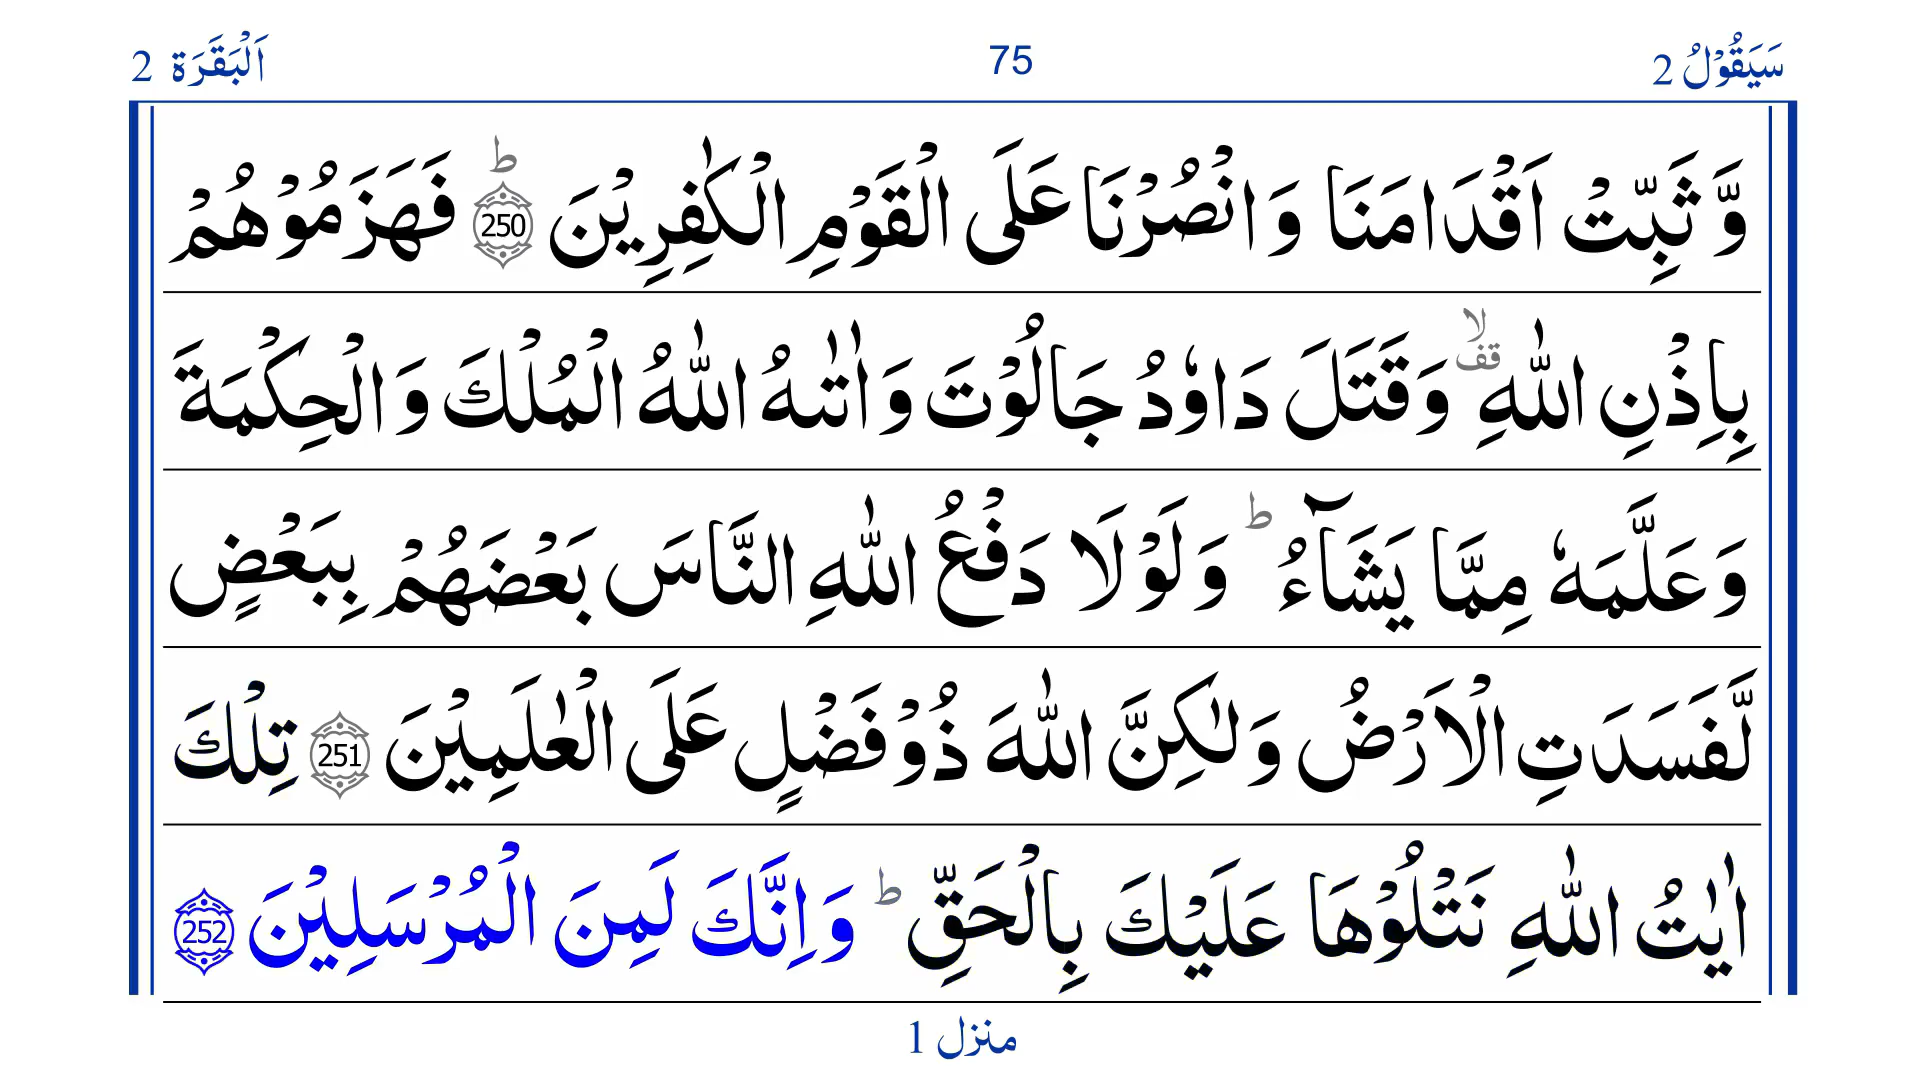 سَيَقُوْلُ 2 75 اَلْبَقَرَة 2
وَّ ثَبِّتْ اَقْدَامَنَا وَانْصُرْنَا عَلَى الْقَوْمِ الْكٰفِرِيْنَ ؕ 250 فَهَزَمُوْهُمْ
بِاِذْنِ اللّٰهِ ۙ قف وَقَتَلَ دَاوٗدُ جَالُوْتَ وَاٰتٰىهُ اللّٰهُ الْمُلْكَ وَالْحِكْمَةَ
وَعَلَّمَهٗ مِمَّا يَشَآءُ ؕ وَلَوْلَا دَفْعُ اللّٰهِ النَّاسَ بَعْضَهُمْ بِبَعْضٍ
لَّفَسَدَتِ الْاَرْضُ وَلٰكِنَّ اللّٰهَ ذُوْ فَضْلٍ عَلَى الْعٰلَمِيْنَ 251 تِلْكَ
اٰيٰتُ اللّٰهِ نَتْلُوْهَا عَلَيْكَ بِالْحَقِّ ؕ وَاِنَّكَ لَمِنَ الْمُرْسَلِيْنَ 252
منزل 1